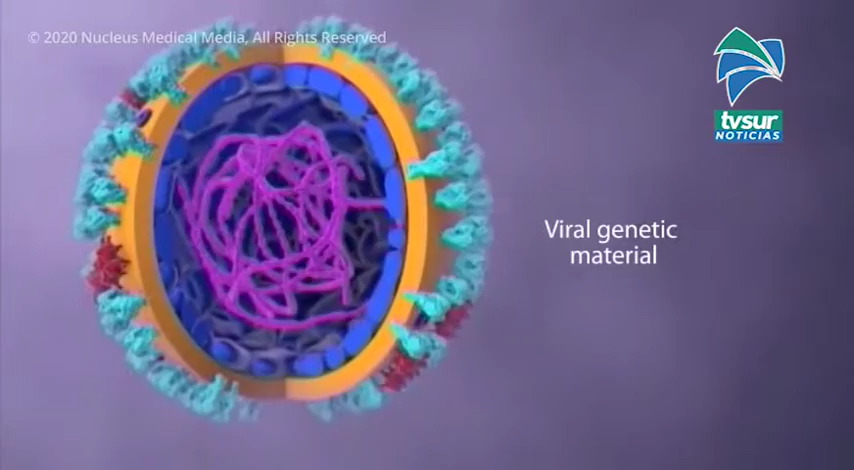 © 2020 Nucleus Medical Media, All Rights Reserved
tvsur
NOTICIAS
Viral genetic
material